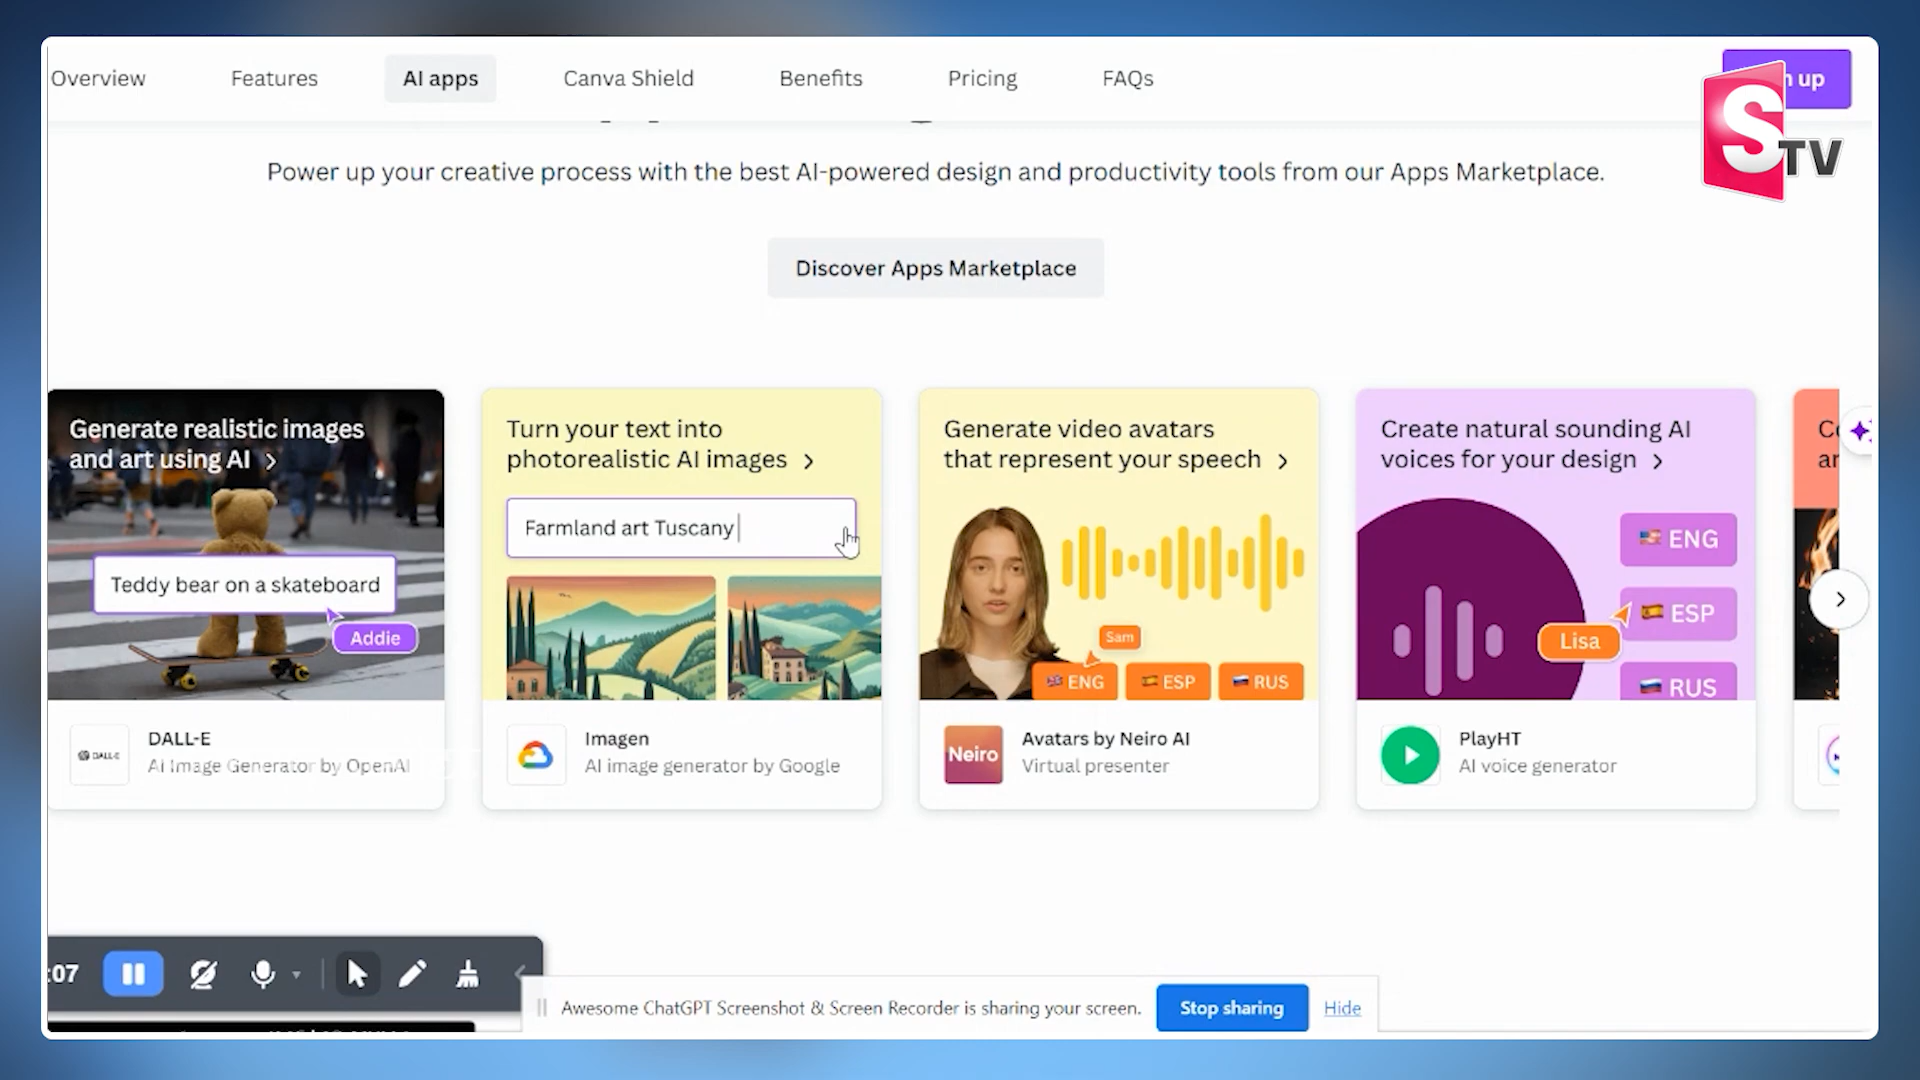 Overview
Features
AI apps
Canva Shield
Benefits
Pricing
FAQs
up
STV
Power up your creative process with the best AI-powered design and productivity tools from our Apps Marketplace.
Discover Apps Marketplace
Generate realistic images
and art using AI
Teddy bear on a skateboard
Addie
DALL-E
DALL-E
AI Image Generator by OpenAI
Turn your text into
photorealistic AI images
Farmland art Tuscany
Imagen
AI image generator by Google
Generate video avatars
that represent your speech
Sam
ENG
ESP
RUS
Neiro
Avatars by Neiro AI
Virtual presenter
Create natural sounding AI
voices for your design
ENG
ESP
Lisa
RUS
PlayHT
AI voice generator
:07
Awesome ChatGPT Screenshot & Screen Recorder is sharing your screen.
Stop sharing
Hide